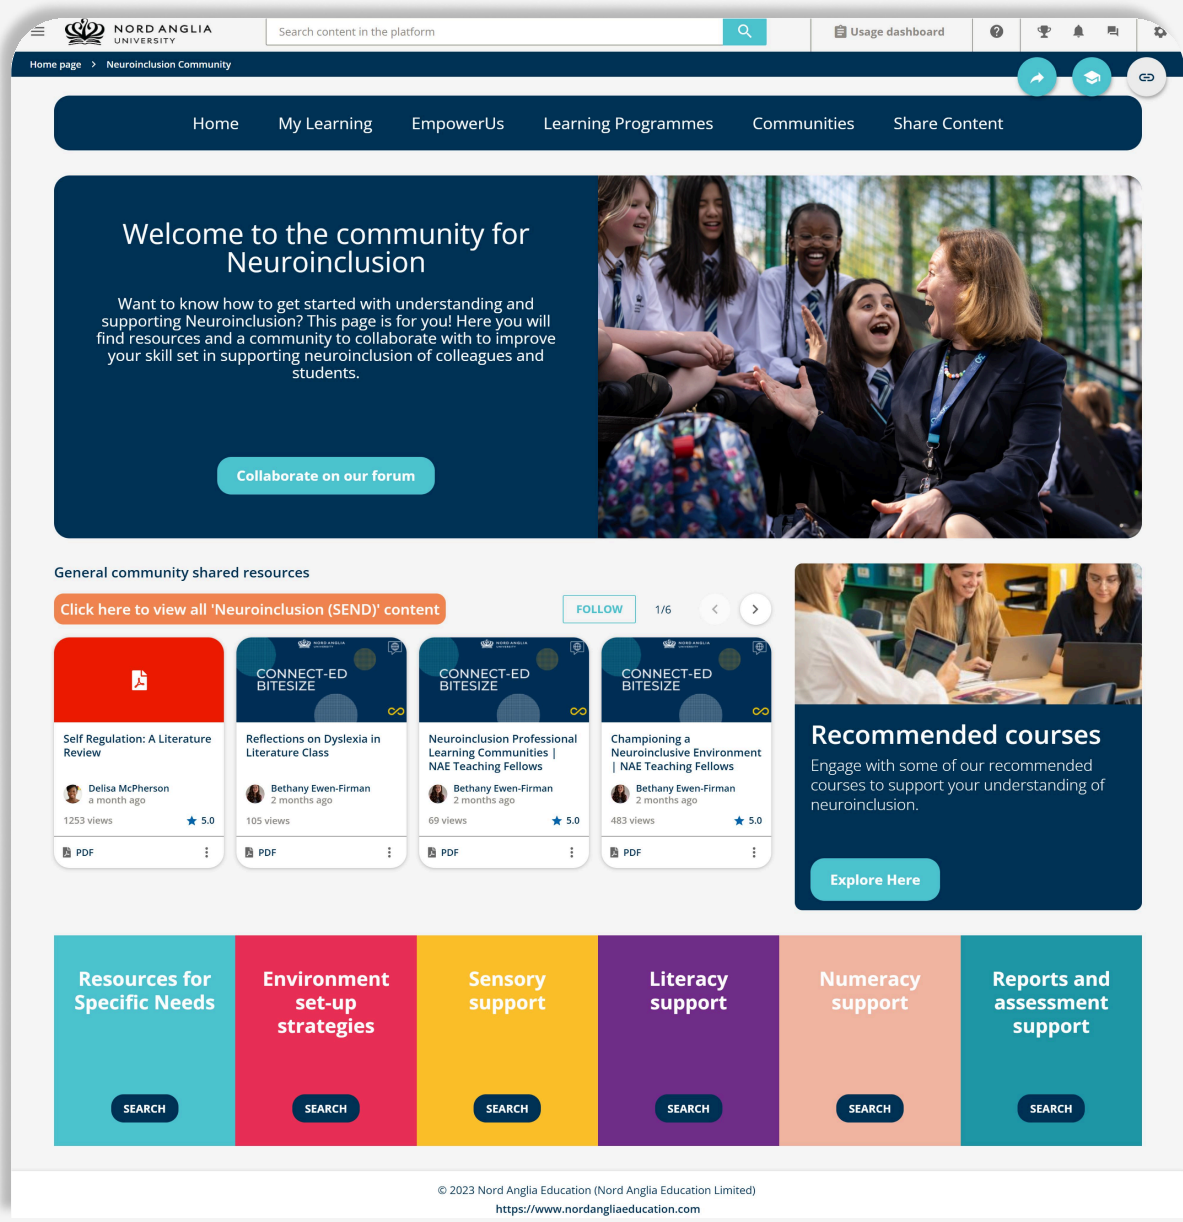 NORD ANGLIA
UNIVERSITY
Search content in the platform
Usage dashboard
Home page > Neuroinclusion Community
Home
My Learning
EmpowerUs
Learning Programmes
Communities
Share Content
Welcome to the community for
Neuroinclusion
Want to know how to get started with understanding and
supporting Neuroinclusion? This page is for you! Here you will
find resources and a community to collaborate with to improve
your skill set in supporting neuroinclusion of colleagues and
students.
Collaborate on our forum
General community shared resources
Click here to view all 'Neuroinclusion (SEND)' content
FOLLOW
1/6
Self Regulation: A Literature
Review
Delisa McPherson
a month ago
1253 views
5.0
PDF
NORD ANGLIA
UNIVERSITY
CONNECT-ED
BITESIZE
Reflections on Dyslexia in
Literature Class
Bethany Ewen-Firman
2 months ago
105 views
PDF
NORD ANGLIA
UNIVERSITY
CONNECT-ED
BITESIZE
Neuroinclusion Professional
Learning Communities |
NAE Teaching Fellows
Bethany Ewen-Firman
2 months ago
69 views
5.0
PDF
NORD ANGLIA
UNIVERSITY
CONNECT-ED
BITESIZE
Championing a
Neuroinclusive Environment
| NAE Teaching Fellows
Bethany Ewen-Firman
2 months ago
483 views
5.0
PDF
Recommended courses
Engage with some of our recommended
courses to support your understanding of
neuroinclusion.
Explore Here
Resources for
Specific Needs
SEARCH
Environment
set-up
strategies
SEARCH
Sensory
support
SEARCH
Literacy
support
SEARCH
Numeracy
support
SEARCH
Reports and
assessment
support
SEARCH
© 2023 Nord Anglia Education (Nord Anglia Education Limited)
https://www.nordangliaeducation.com